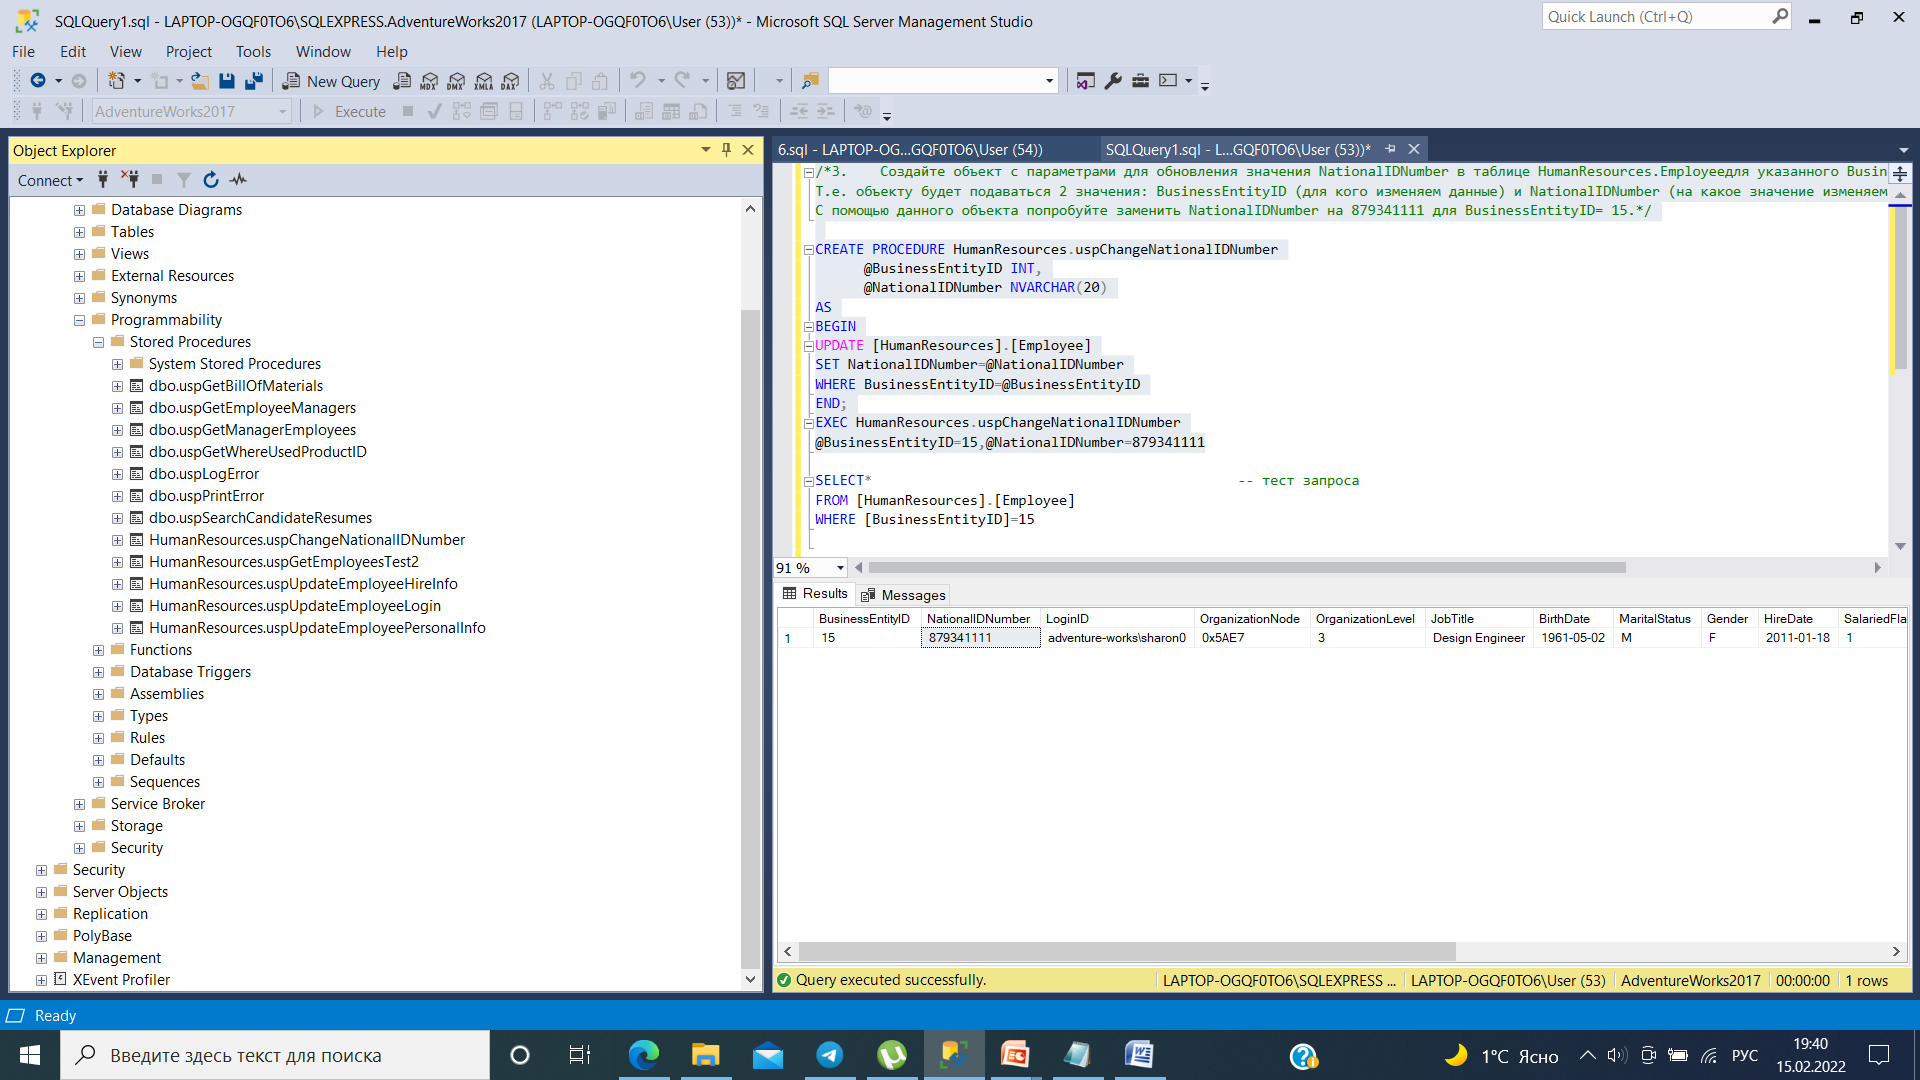 SQLQuery1.sql - LAPTOP-OGQF0TO6\SQLEXPRESS.AdventureWorks2017 (LAPTOP-OGQF0TO6\User (53))* - Microsoft SQL Server Management Studio
Quick Launch (Ctrl+Q)
File Edit View Project Tools Window Help
New Query MDX DMX XMLA DAX
AdventureWorks2017 Execute
Object Explorer
Connect
Database Diagrams
Tables
Views
External Resources
Synonyms
Programmability
Stored Procedures
System Stored Procedures
dbo.uspGetBillOfMaterials
dbo.uspGetEmployeeManagers
dbo.uspGetManagerEmployees
dbo.uspGetWhereUsedProductID
dbo.uspLogError
dbo.uspPrintError
dbo.uspSearchCandidateResumes
HumanResources.uspChangeNationalIDNumber
HumanResources.uspGetEmployeesTest2
HumanResources.uspUpdateEmployeeHireInfo
HumanResources.uspUpdateEmployeeLogin
HumanResources.uspUpdateEmployeePersonalInfo
Functions
Database Triggers
Assemblies
Types
Rules
Defaults
Sequences
Service Broker
Storage
Security
Security
Server Objects
Replication
PolyBase
Management
XEvent Profiler
6.sql - LAPTOP-OG...GQF0TO6\User (54)) SQLQuery1.sql - L...GQF0TO6\User (53))*
/*3. Создайте объект с параметрами для обновления значения NationalIDNumber в таблице HumanResources.Employeeдля указанного Busin
Т.е. объекту будет подаваться 2 значения: BusinessEntityID (для кого изменяем данные) и NationalIDNumber (на какое значение изменяем
С помощью данного объекта попробуйте заменить NationalIDNumber на 879341111 для BusinessEntityID= 15.*/
CREATE PROCEDURE HumanResources.uspChangeNationalIDNumber
@BusinessEntityID INT,
@NationalIDNumber NVARCHAR(20)
AS
BEGIN
UPDATE [HumanResources].[Employee]
SET NationalIDNumber=@NationalIDNumber
WHERE BusinessEntityID=@BusinessEntityID
END;
EXEC HumanResources.uspChangeNationalIDNumber
@BusinessEntityID=15,@NationalIDNumber=879341111
SELECT* -- тест запроса
FROM [HumanResources].[Employee]
WHERE [BusinessEntityID]=15
91 %
Results Messages
BusinessEntityID NationalIDNumber LoginID OrganizationNode OrganizationLevel JobTitle BirthDate MaritalStatus Gender HireDate SalariedFla
1 15 879341111 adventure-works\sharon0 0x5AE7 3 Design Engineer 1961-05-02 M F 2011-01-18 1
Query executed successfully. LAPTOP-OGQF0TO6\SQLEXPRESS ... LAPTOP-OGQF0TO6\User (53) AdventureWorks2017 00:00:00 1 rows
Ready
Введите здесь текст для поиска
1°C Ясно
РУС
19:40
15.02.2022